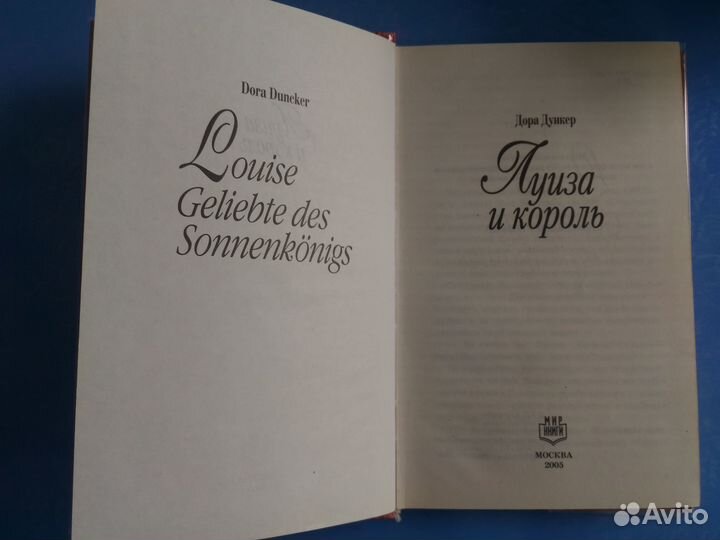 Dora Duncker
Louise
Geliebte des
Sonnenkönigs
Дора Дункер
Луиза
и король
МИР
КНИГИ
МОСКВА
2005
Avito